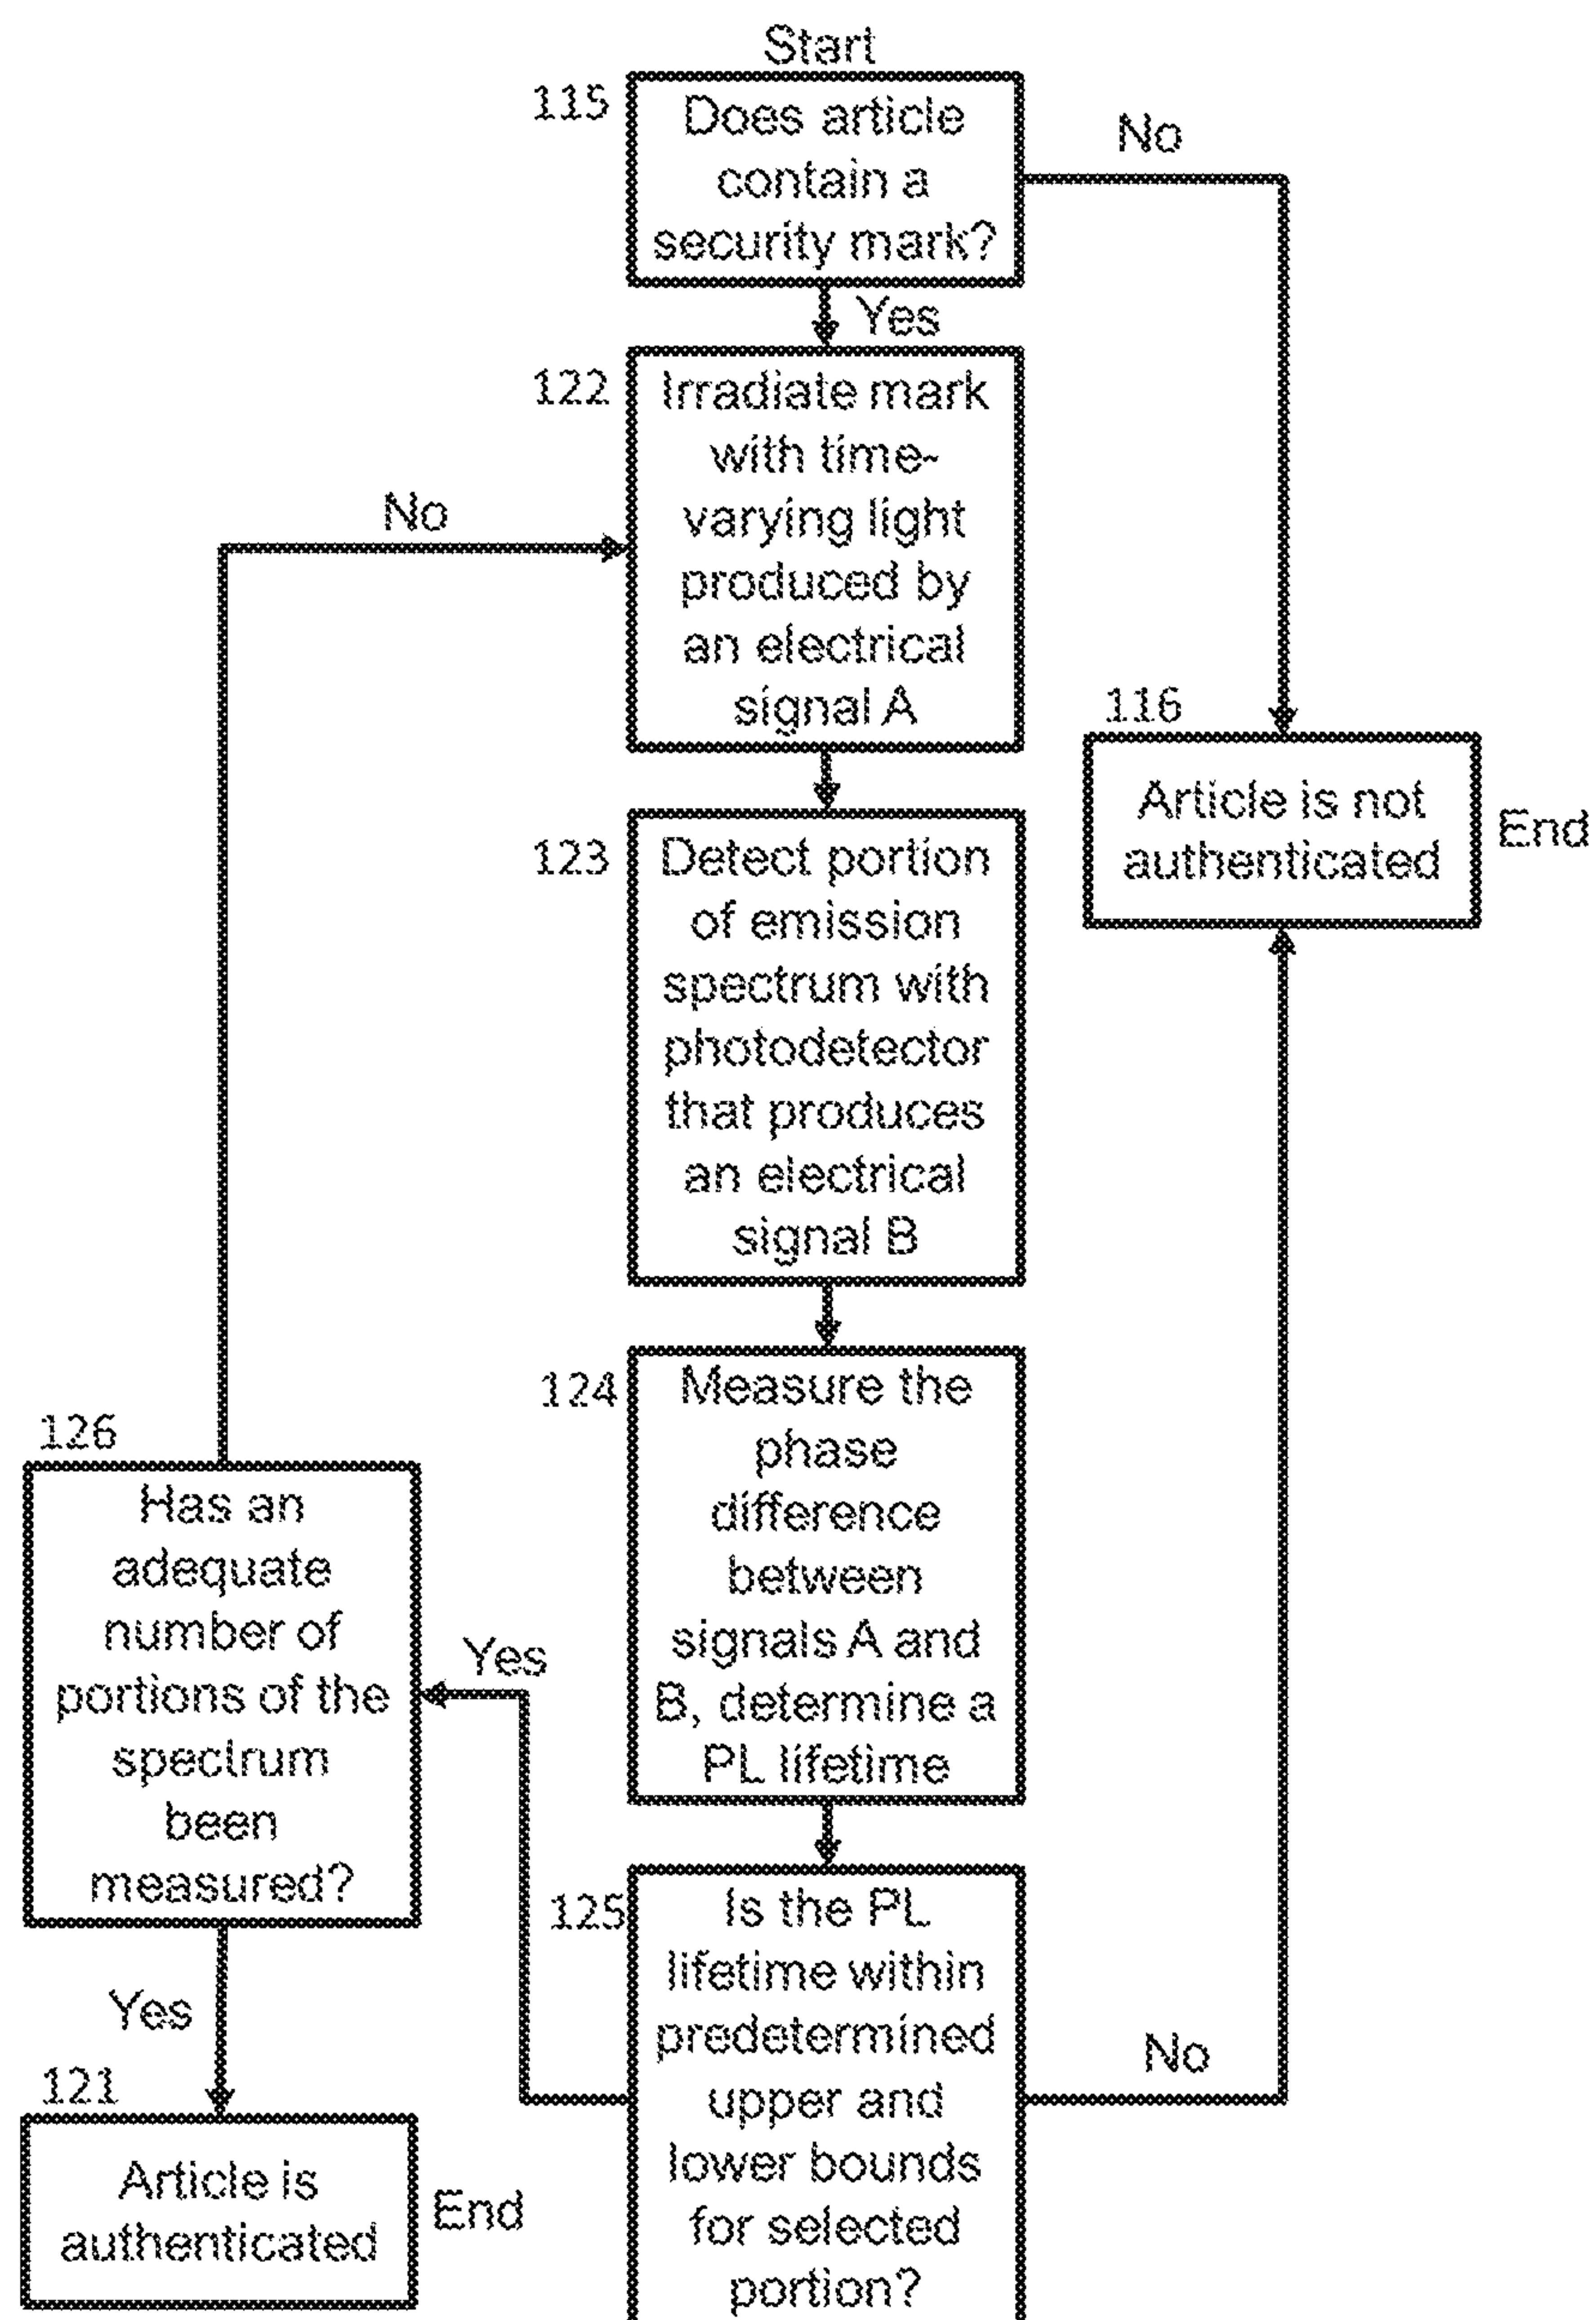 Start
115
Does article
contain a
security mark?
No
Yes
122
Irradiate mark
with time-
varying light
produced by
an electrical
signal A
No
116
Article is not
authenticated
End
123
Detect portion
of emission
spectrum with
photodetector
that produces
an electrical
signal B
124
Measure the
phase
difference
between
signals A and
B, determine a
PL lifetime
126
Has an
adequate
number of
portions of the
spectrum
been
measured?
Yes
125
Is the PL
lifetime within
predetermined
upper and
lower bounds
for selected
portion?
No
Yes
121
Article is
authenticated
End